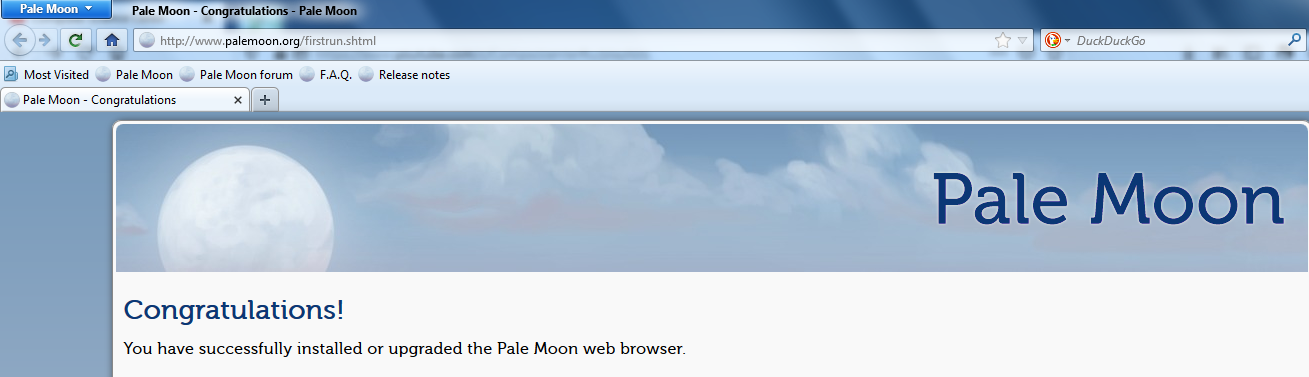 Pale Moon
Pale Moon - Congratulations - Pale Moon
http://www.palemoon.org/firstrun.shtml
DuckDuckGo
Most Visited Pale Moon Pale Moon forum F.A.Q. Release notes
Pale Moon - Congratulations
Pale Moon
Congratulations!
You have successfully installed or upgraded the Pale Moon web browser.